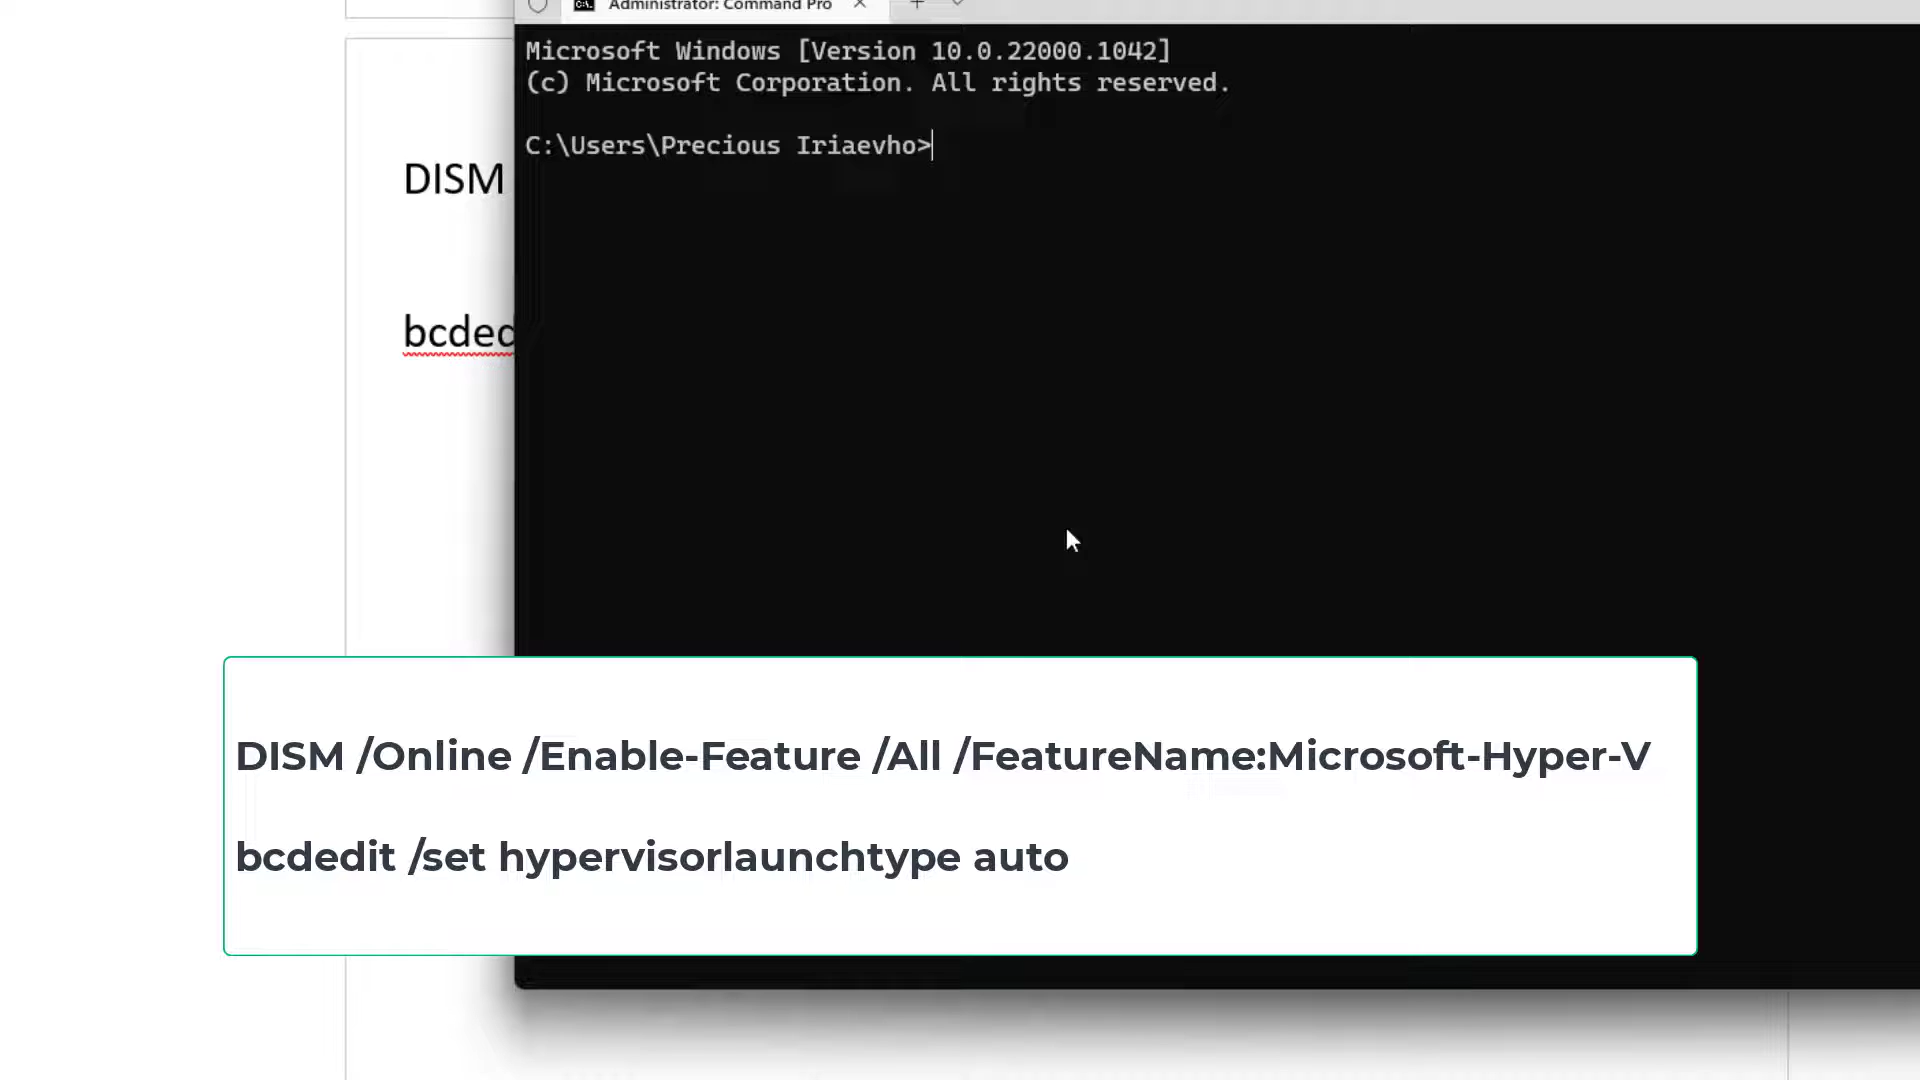 Administrator: Command Pro
Microsoft Windows [Version 10.0.22000.1042]
(c) Microsoft Corporation. All rights reserved.
C:\Users\Precious Iriaevho>
DISM
bcded
DISM /Online /Enable-Feature /All /FeatureName:Microsoft-Hyper-V
bcdedit /set hypervisorlaunchtype auto